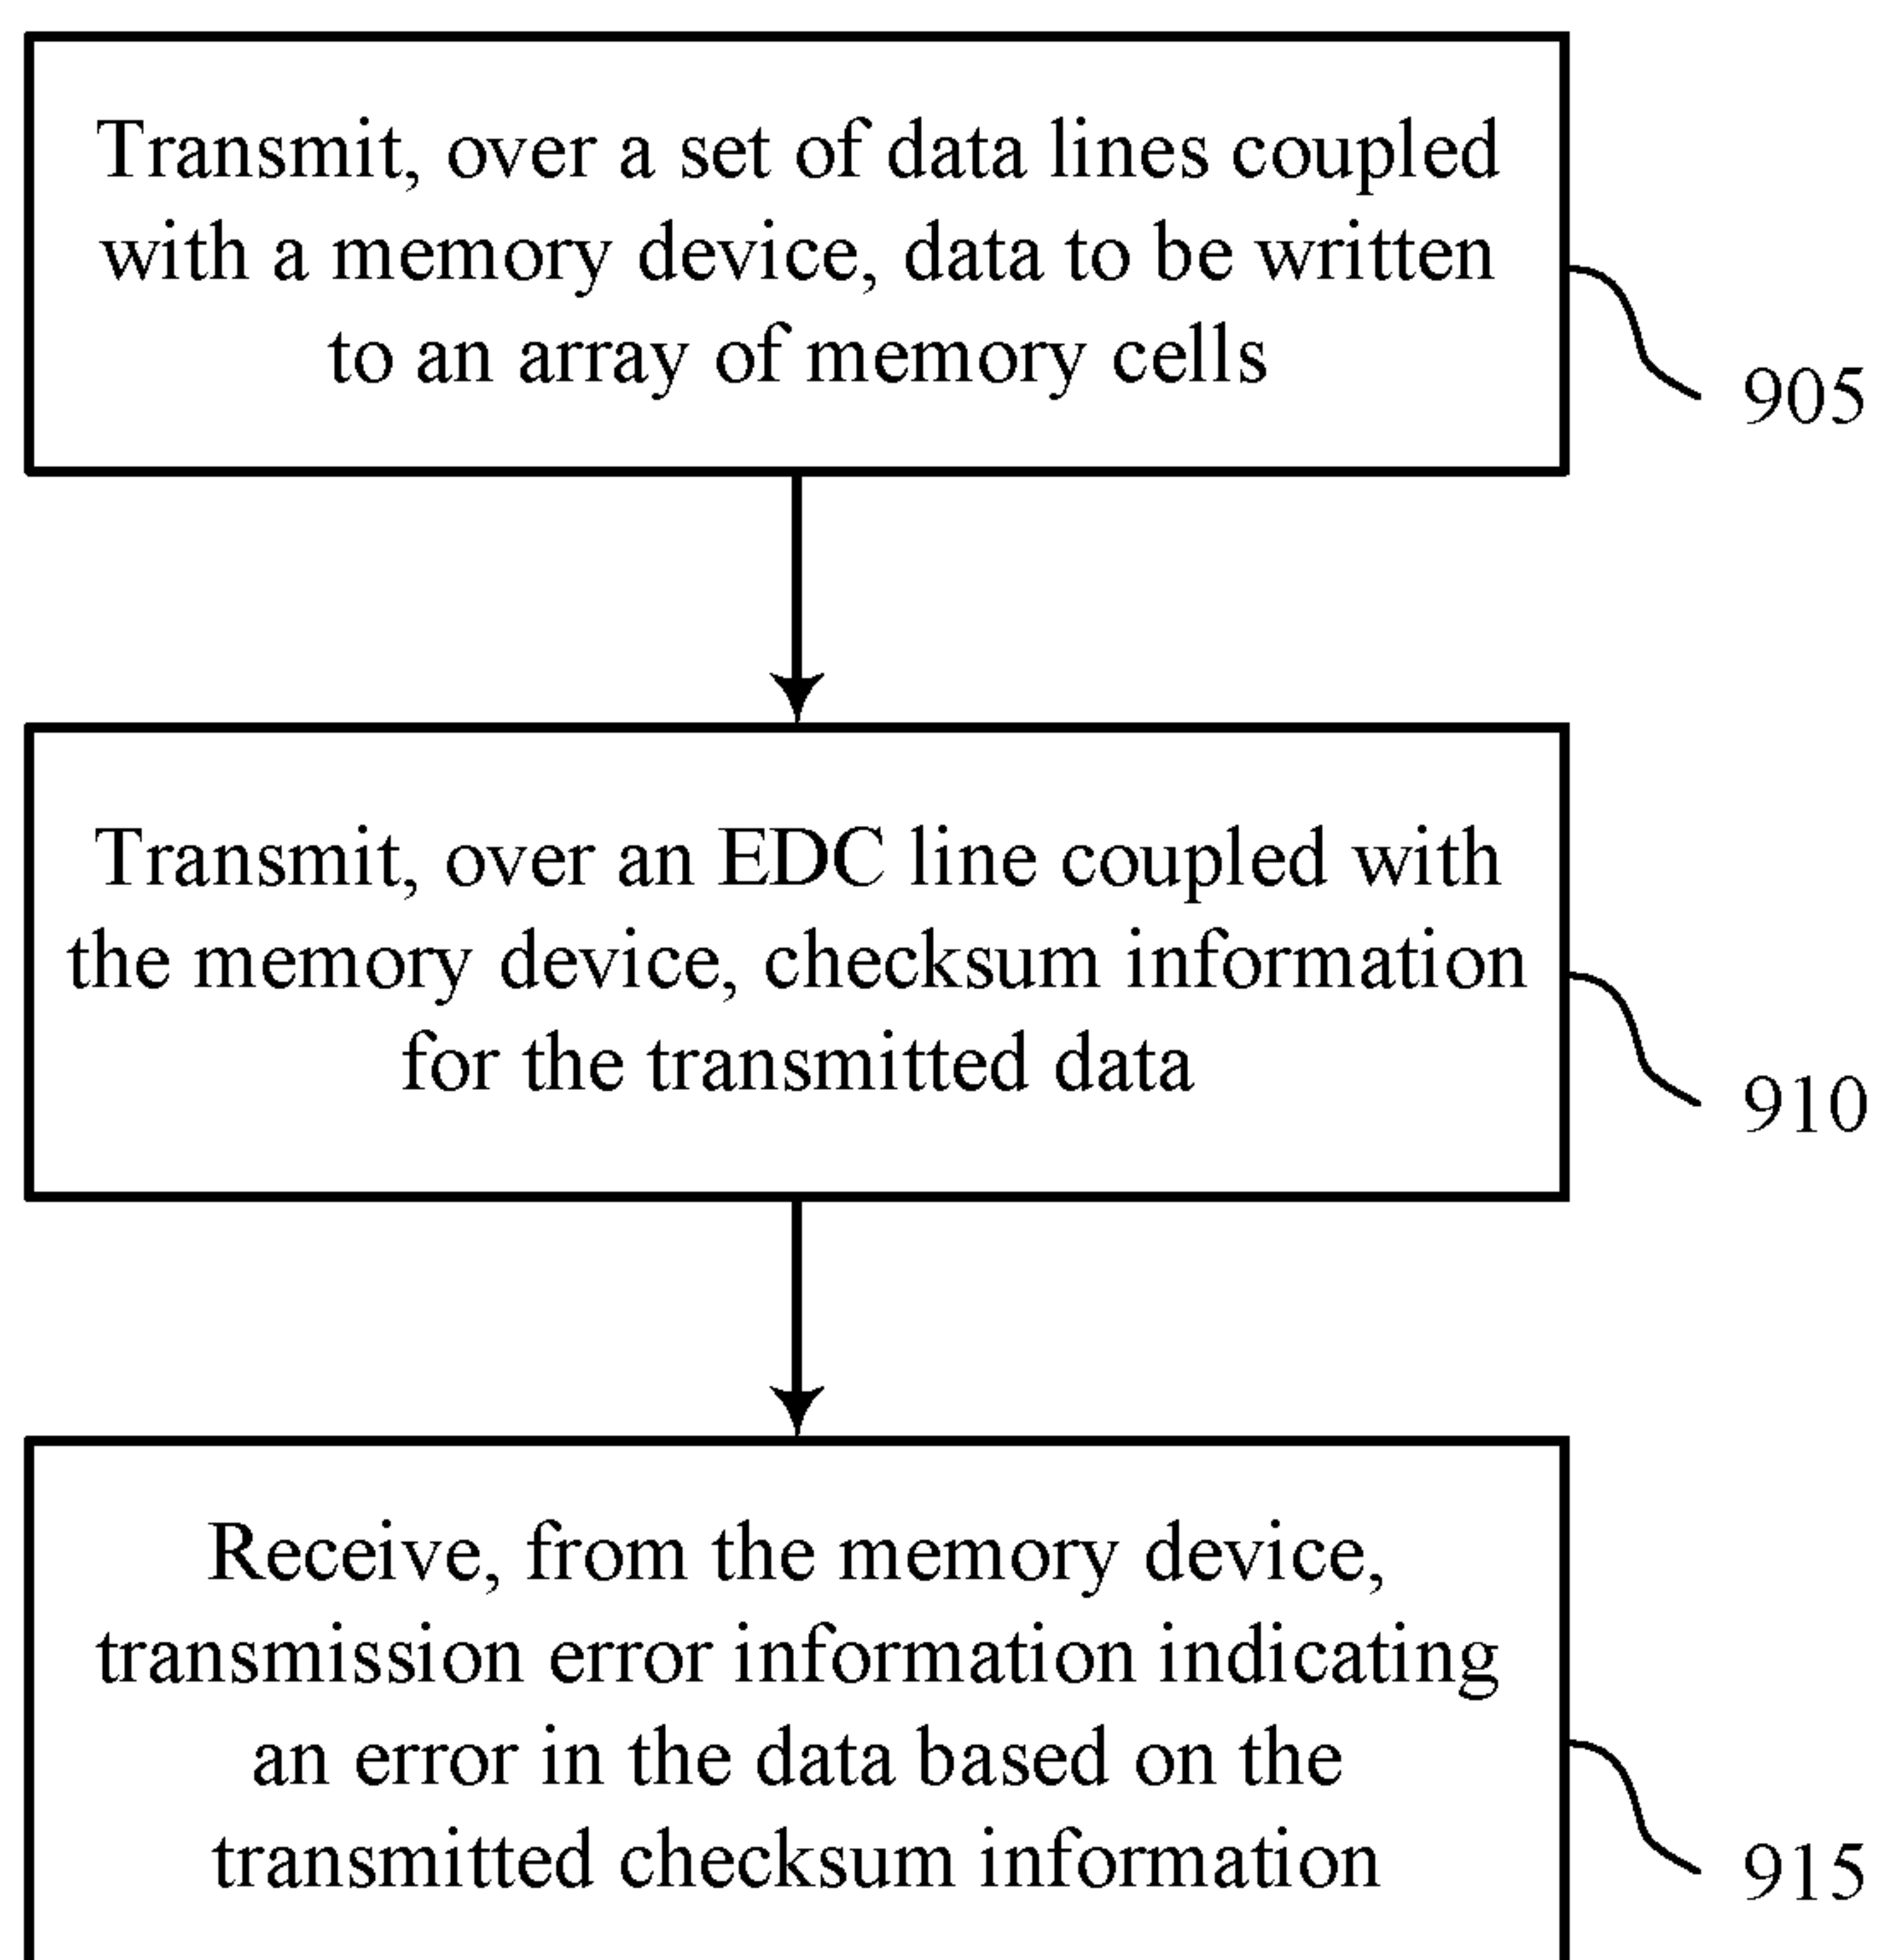 Transmit, over a set of data lines coupled
with a memory device, data to be written
to an array of memory cells
905
Transmit, over an EDC line coupled with
the memory device, checksum information
for the transmitted data
910
Receive, from the memory device,
transmission error information indicating
an error in the data based on the
transmitted checksum information
915